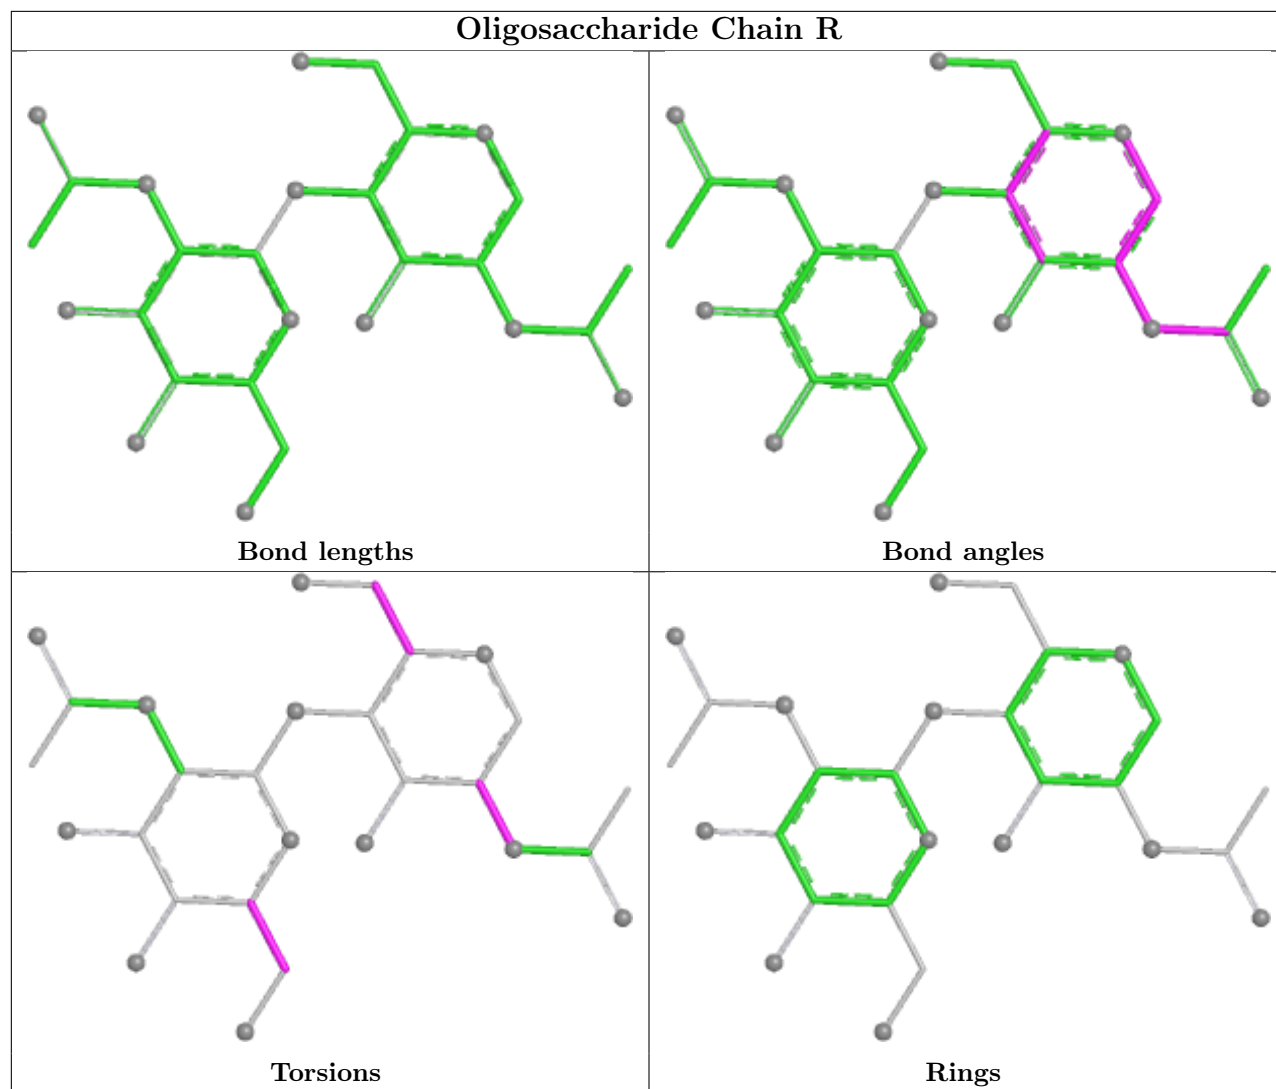 Oligosaccharide Chain R
Bond lengths
Bond angles
Torsions
Rings